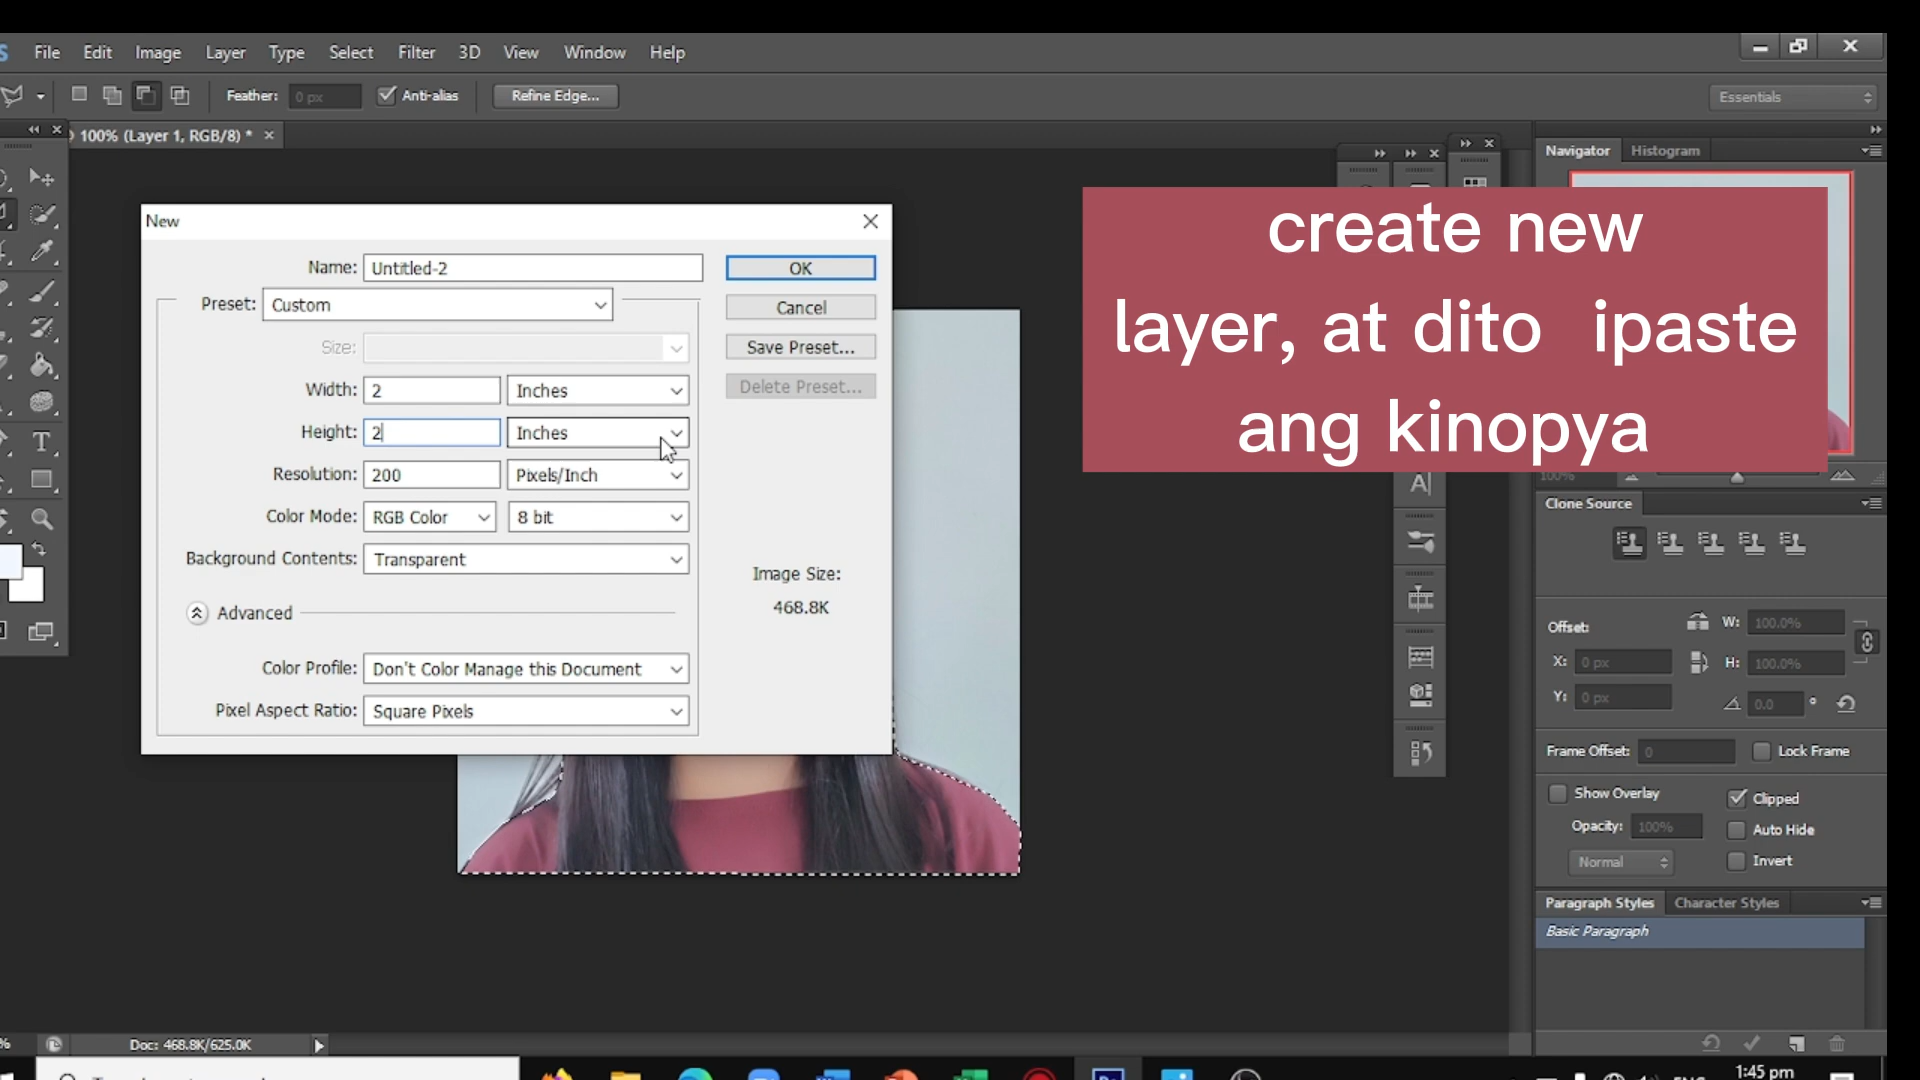 File Edit Image Layer Type Select Filter 3D View Window Help
Feather: 0 px Anti-alias Refine Edge... Essentials
100% (Layer 1, RGB/8) *
Navigator Histogram
New
Name: Untitled-2 OK
Preset: Custom Cancel
Size: Save Preset...
Width: 2 Inches Delete Preset...
Height: 2 Inches
Resolution: 200 Pixels/Inch
Color Mode: RGB Color 8 bit
Background Contents: Transparent
Image Size:
468.8K
Advanced
Color Profile: Don't Color Manage this Document
Pixel Aspect Ratio: Square Pixels
create new
layer, at dito ipaste
ang kinopya
100%
Clone Source
Offset: W: 100.0%
X: 0 px H: 100.0%
Y: 0 px 0.0 °
Frame Offset: 0 Lock Frame
Show Overlay Clipped
Opacity: 100% Auto Hide
Normal Invert
Paragraph Styles Character Styles
Basic Paragraph
Doc: 468.8K/625.0K
1:45 pm